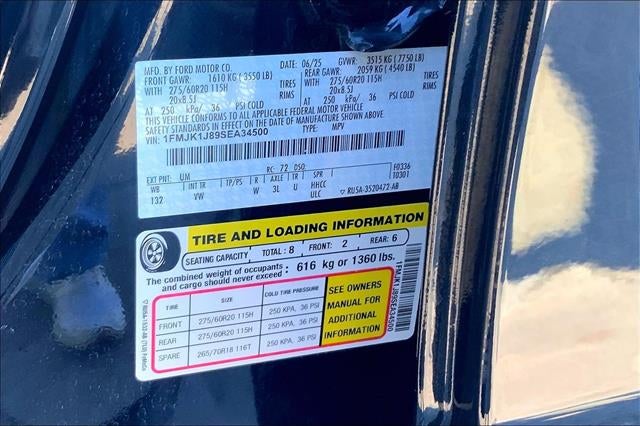 MFD. BY FORD MOTOR CO. DATE: 06/25 GVWR: 3515 KG (7750 LB)
FRONT GAWR: 1610 KG (3550 LB) REAR GAWR: 2059 KG (4540 LB)
WITH 275/60R20 115H TIRES WITH 275/60R20 115H TIRES
20x8.5J RIMS 20x8.5J RIMS
AT 250 kPa/ 36 PSI COLD AT 250 kPa/ 36 PSI COLD
THIS VEHICLE CONFORMS TO ALL APPLICABLE FEDERAL MOTOR VEHICLE
SAFETY STANDARDS IN EFFECT ON THE DATE OF MANUFACTURE SHOWN ABOVE.
VIN: 1FMJK1J89SEA34500 TYPE: MPV
EXT PNT: UM RC: 72 DSO: F0336
WB INT TR TP/PS R AXLE TR SPR T0301
132 VW W 3L U HHCC
ULC ▽ RU5A-3520472-AB
TIRE AND LOADING INFORMATION
SEATING CAPACITY TOTAL: 8 FRONT: 2 REAR: 6
The combined weight of occupants and cargo should never exceed: 616 kg or 1360 lbs.
TIRE SIZE COLD TIRE PRESSURE
FRONT 275/60R20 115H 250 KPA, 36 PSI
REAR 275/60R20 115H 250 KPA, 36 PSI
SPARE 265/70R18 116T 250 KPA, 36 PSI
SEE OWNERS
MANUAL FOR
ADDITIONAL
INFORMATION
1FMJK1J89SEA34500